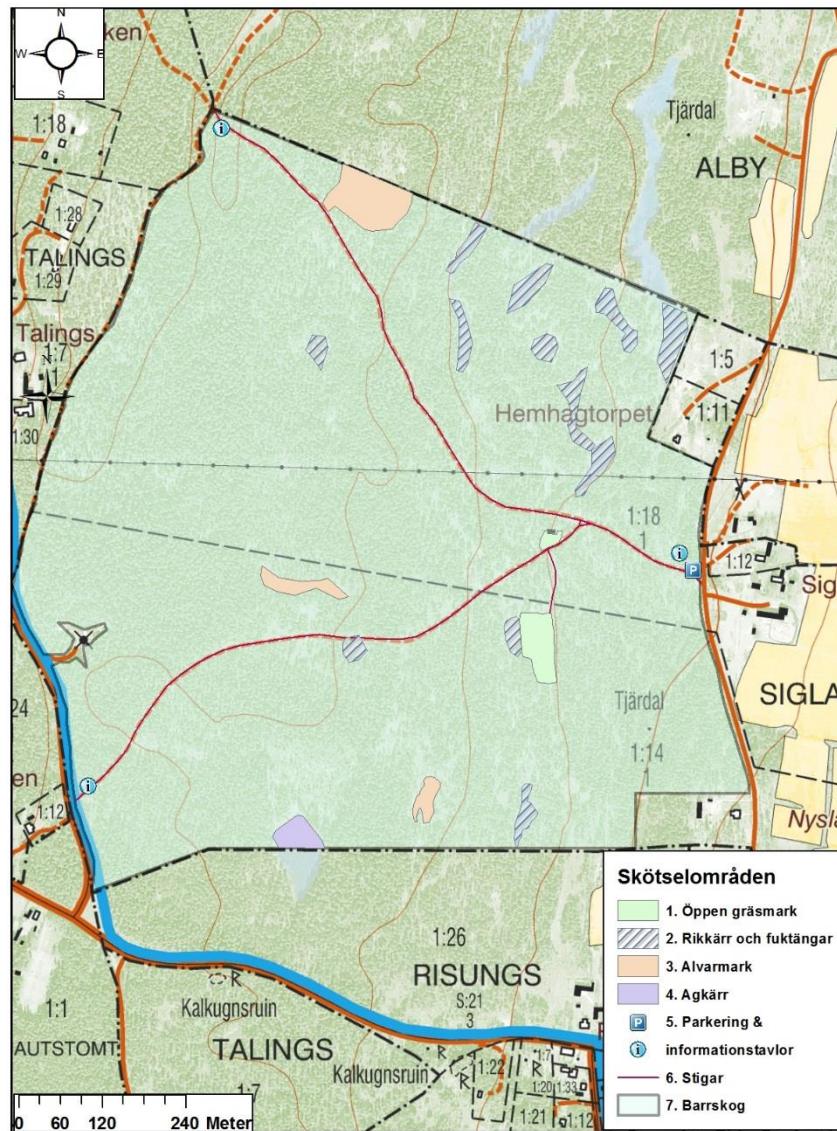 N
W
E
S
ken
1:18
Tjärdal
ALBY
1:28
TALINGS
1:29
Talings
1:7
1
N
1:30
1:5
1:11
Hemhagtorpet
1:18
1
1:12
Sig
SIGLA
24
Tjärdal
1:14
1
en
1:12
Nysla
1:26
RISUNGS
S:21
3
Kalkugnsruin
R
1:1
AUTSTOMT
TALINGS
Kalkugnsruin
R
R
R
R
1:22
1:7
1:20
1:33
1:21
1:12
1:7
0 60 120 240 Meter
Skötselområden
1. Öppen gräsmark
2. Rikkärr och fuktängar
3. Alvarmark
4. Agkärr
P
5. Parkering &
i
informationstavlor
6. Stigar
7. Barrskog
i
i
P
i